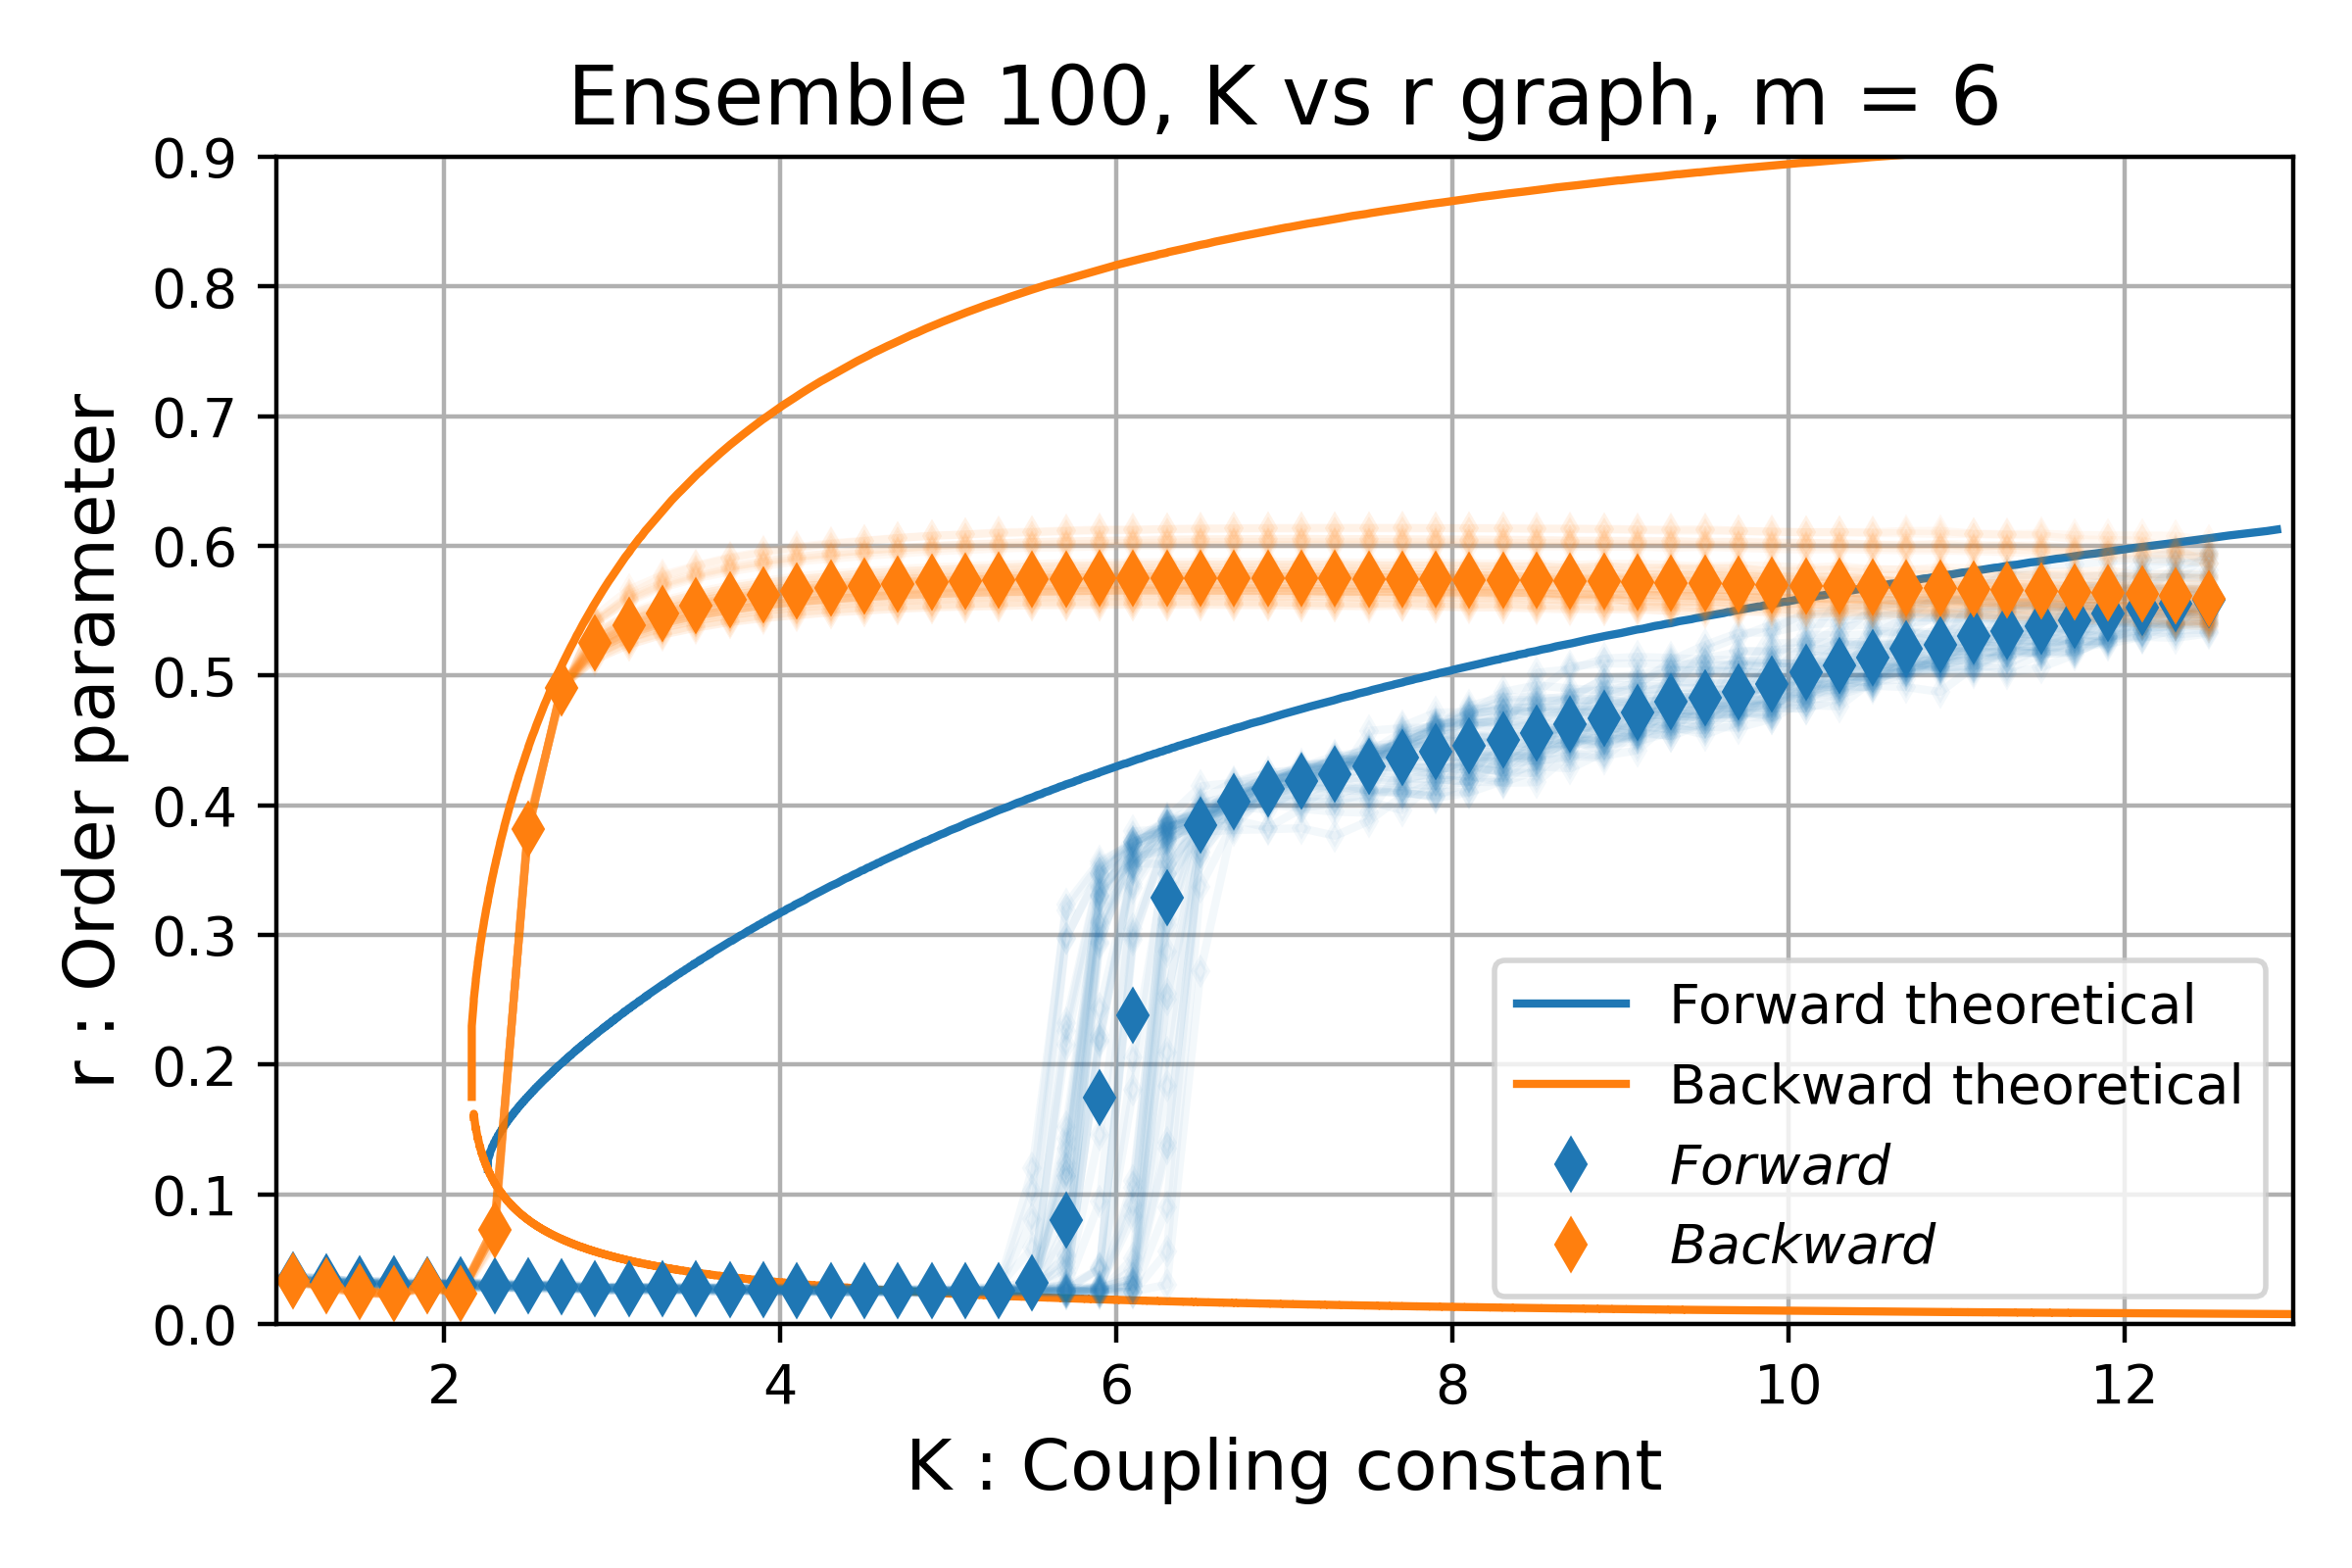 Ensemble 100, K vs r graph, m = 6
0.9
0.8
0.7
0.6
0.5
0.4
0.3
0.2
0.1
0.0
r : Order parameter
Forward theoretical
Backward theoretical
Forward
Backward
2 4 6 8 10 12
K : Coupling constant